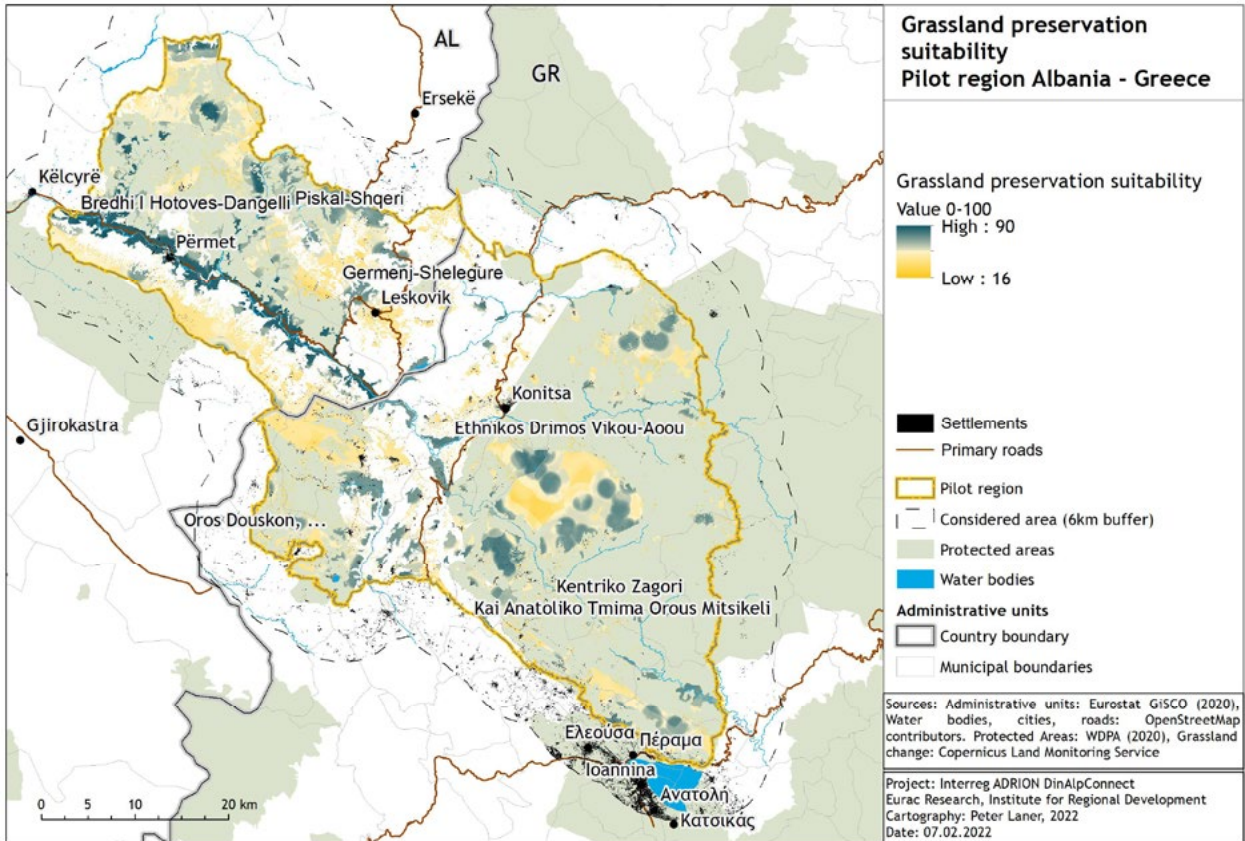 AL
GR
Ersekë
Këlcyrë
Bredhi I Hotoves-Dangelli
Piskal-Shqeri
Përmet
Germenj-Shelegure
Leskovik
Konitsa
Gjirokastra
Ethnikos Drimos Vikou-Aoou
Oros Douskon, ...
Kentriko Zagori
Kai Anatoliko Tmima Orous Mitsikeli
Ελεούσα
Πέραμα
Ioannina
Ανατολή
Κατσικάς
0 5 10 20 km
Grassland preservation
suitability
Pilot region Albania - Greece
Grassland preservation suitability
Value 0-100
High : 90
Low : 16
Settlements
Primary roads
Pilot region
Considered area (6km buffer)
Protected areas
Water bodies
Administrative units
Country boundary
Municipal boundaries
Sources: Administrative units: Eurostat GiSCO (2020),
Water bodies, cities, roads: OpenStreetMap
contributors. Protected Areas: WDPA (2020), Grassland
change: Copernicus Land Monitoring Service
Project: Interreg ADRION DinAlpConnect
Eurac Research, Institute for Regional Development
Cartography: Peter Laner, 2022
Date: 07.02.2022